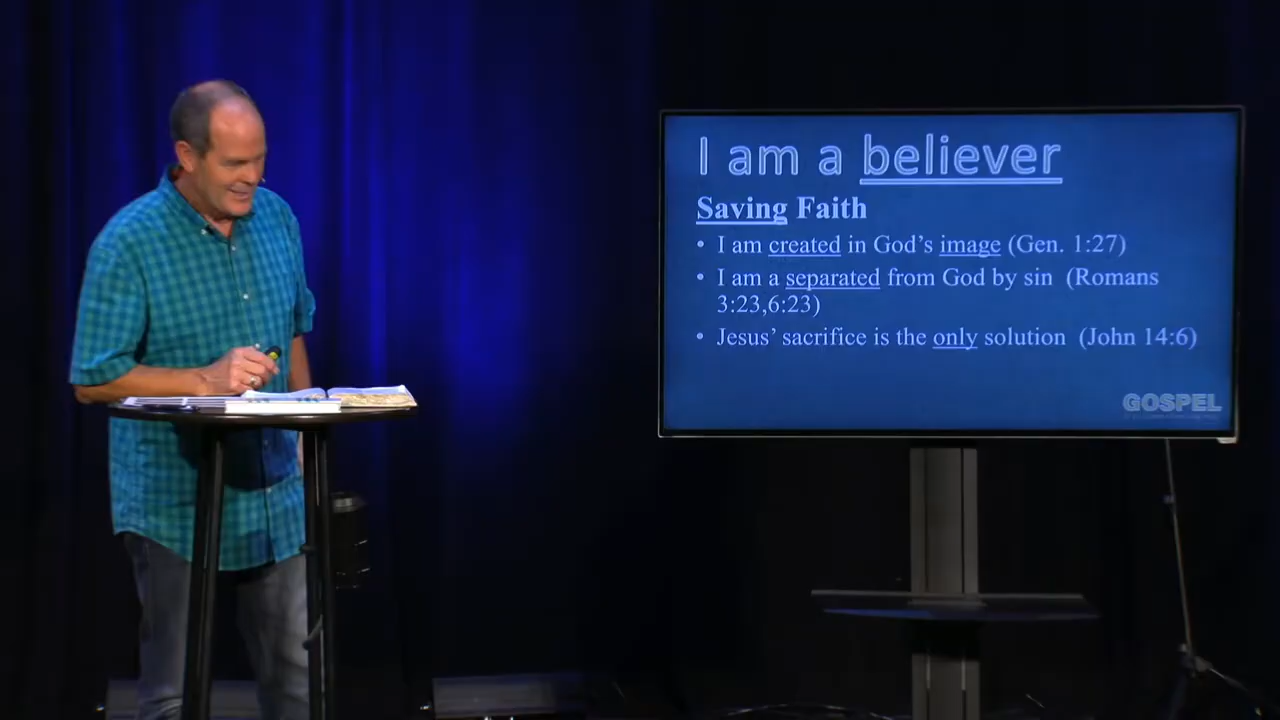 I am a believer
Saving Faith
• I am created in God's image (Gen. 1:27)
• I am a separated from God by sin (Romans
3:23,6:23)
• Jesus' sacrifice is the only solution (John 14:6)
GOSPEL